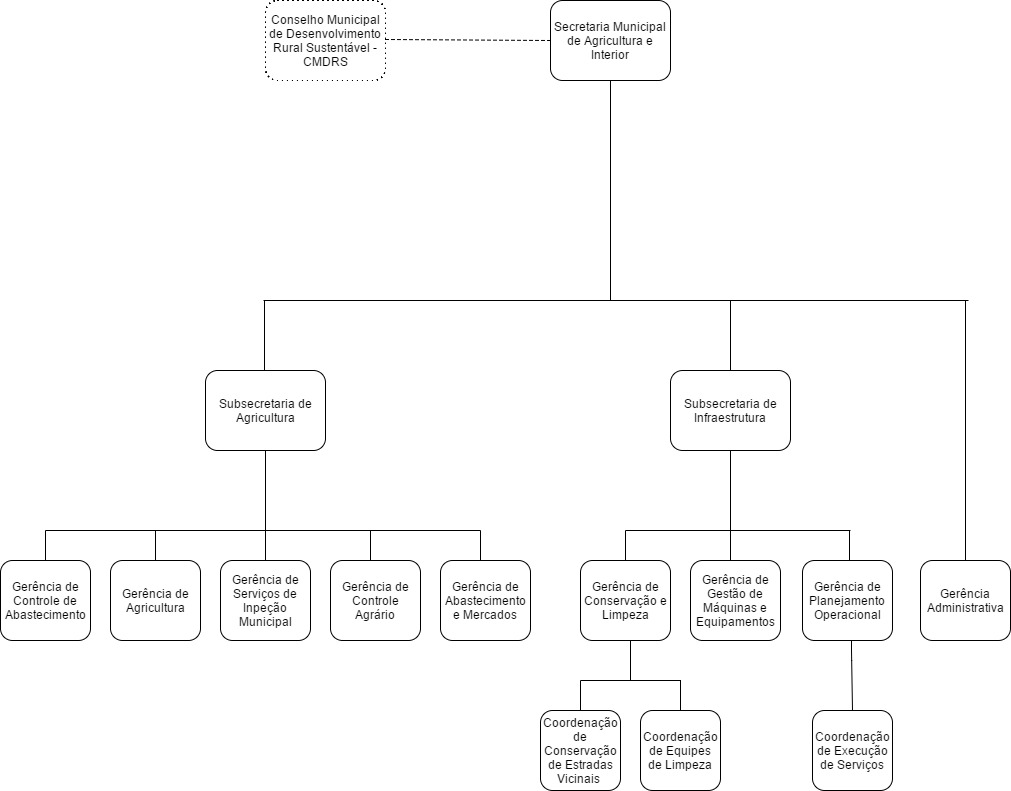 Conselho Municipal
de Desenvolvimento
Rural Sustentável -
CMDRS
Secretaria Municipal
de Agricultura e
Interior
Subsecretaria de
Agricultura
Subsecretaria de
Infraestrutura
Gerência de
Controle de
Abastecimento
Gerência de
Agricultura
Gerência de
Serviços de
Inpeção
Municipal
Gerência de
Controle
Agrário
Gerência de
Abastecimento
e Mercados
Gerência de
Conservação e
Limpeza
Gerência de
Gestão de
Máquinas e
Equipamentos
Gerência de
Planejamento
Operacional
Gerência
Administrativa
Coordenação
de
Conservação
de Estradas
Vicinais
Coordenação
de Equipes
de Limpeza
Coordenação
de Execução
de Serviços